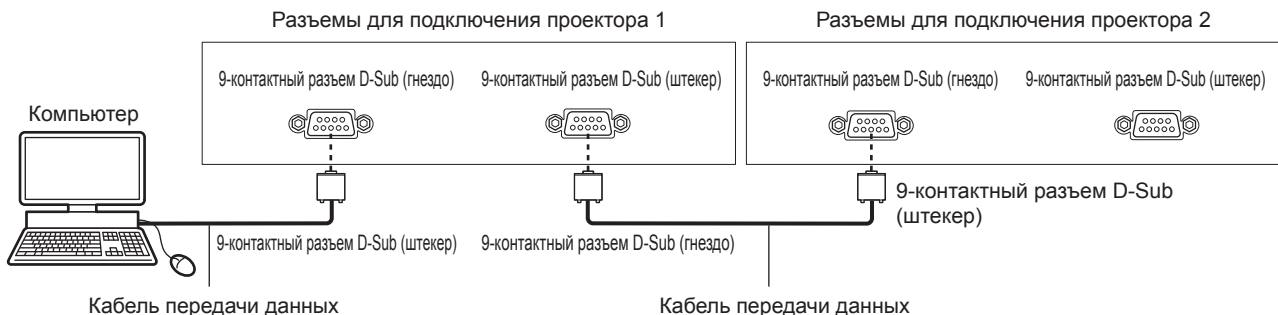 Разъемы для подключения проектора 1
Разъемы для подключения проектора 2
9-контактный разъем D-Sub (гнездо)
9-контактный разъем D-Sub (штекер)
9-контактный разъем D-Sub (гнездо)
9-контактный разъем D-Sub (штекер)
Компьютер
9-контактный разъем D-Sub
(штекер)
9-контактный разъем D-Sub (штекер)
9-контактный разъем D-Sub (гнездо)
Кабель передачи данных
Кабель передачи данных